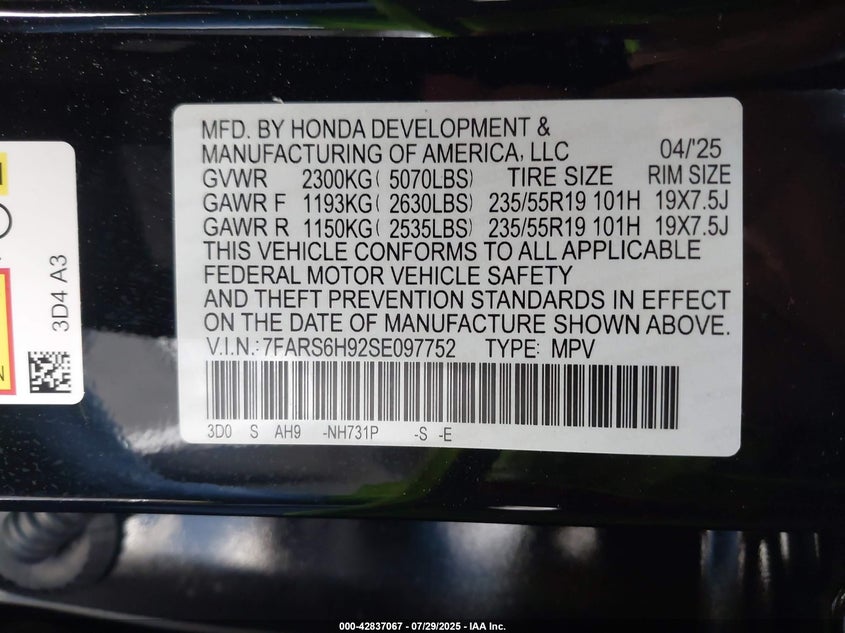 MFD. BY HONDA DEVELOPMENT &
MANUFACTURING OF AMERICA, LLC 04/'25
GVWR 2300KG( 5070LBS) TIRE SIZE RIM SIZE
GAWR F 1193KG( 2630LBS) 235/55R19 101H 19X7.5J
GAWR R 1150KG( 2535LBS) 235/55R19 101H 19X7.5J
THIS VEHICLE CONFORMS TO ALL APPLICABLE
FEDERAL MOTOR VEHICLE SAFETY
AND THEFT PREVENTION STANDARDS IN EFFECT
ON THE DATE OF MANUFACTURE SHOWN ABOVE.
V.I.N.: 7FARS6H92SE097752 TYPE: MPV
3D0 S AH9 -NH731P -S -E
3D4 A3
000-42837067 - 07/29/2025 - IAA Inc.